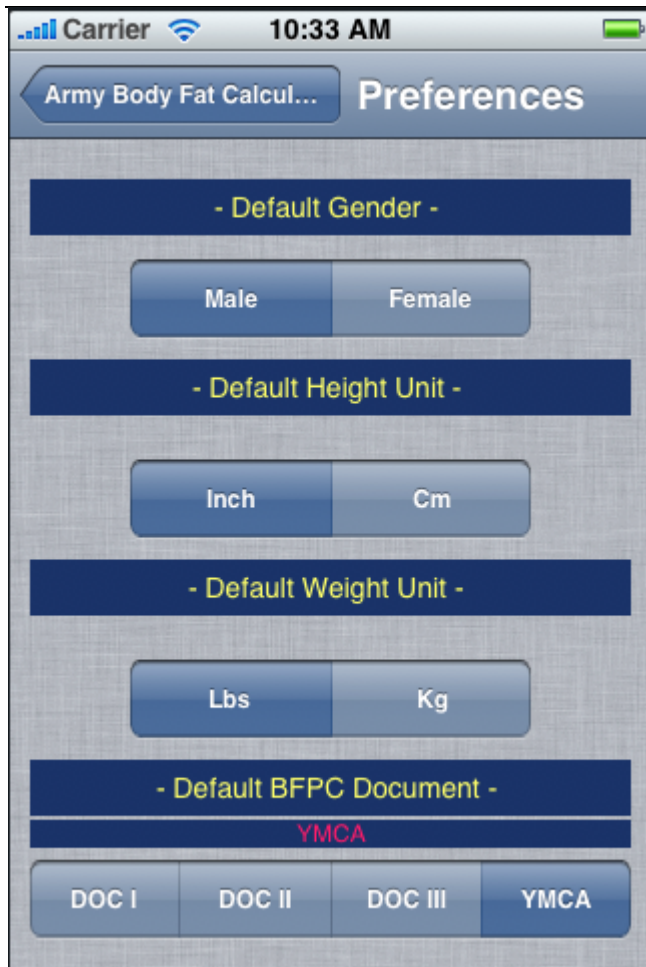 Carrier 10:33 AM
Army Body Fat Calcul... Preferences
- Default Gender -
Male Female
- Default Height Unit -
Inch Cm
- Default Weight Unit -
Lbs Kg
- Default BFPC Document -
YMCA
DOC I DOC II DOC III YMCA